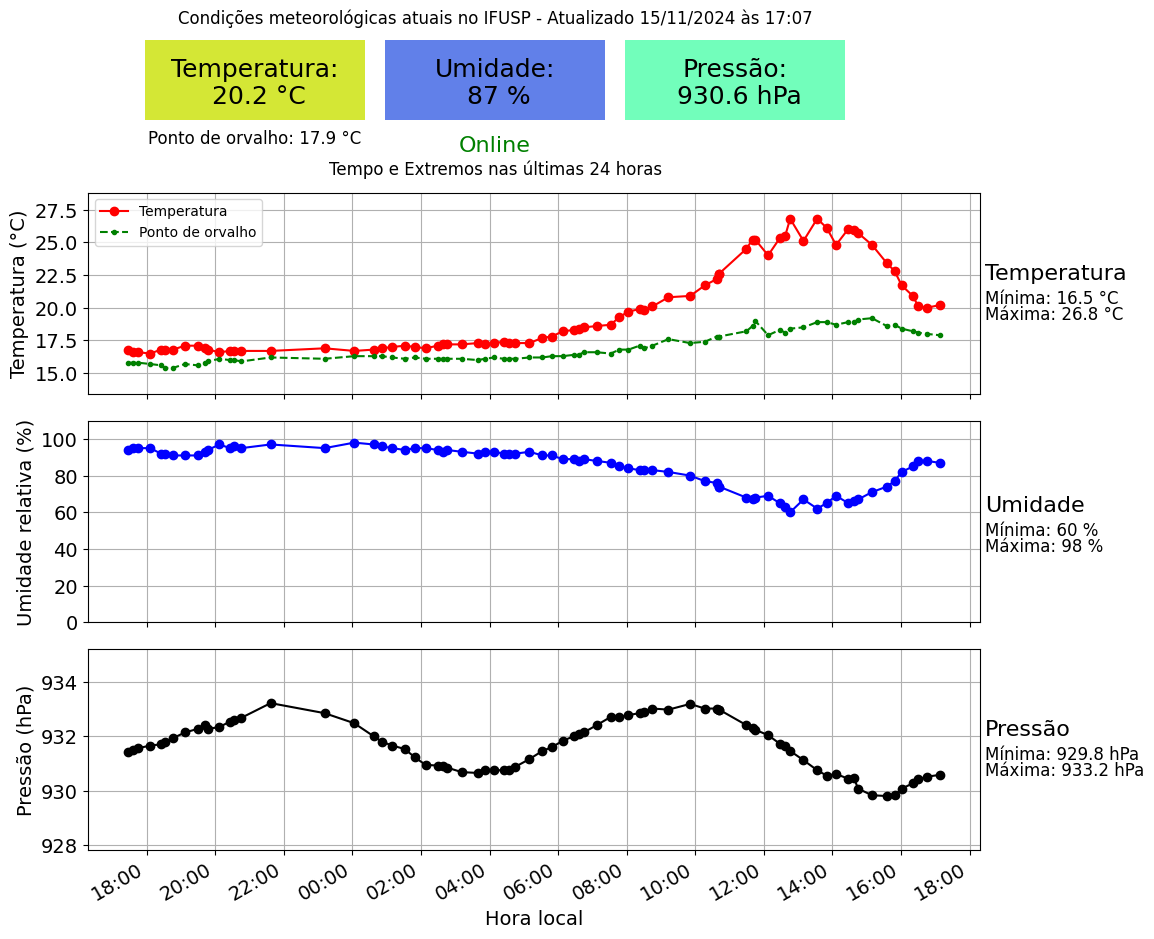 Condições meteorológicas atuais no IFUSP - Atualizado 15/11/2024 às 17:07
Temperatura:
20.2 °C
Umidade:
87 %
Pressão:
930.6 hPa
Ponto de orvalho: 17.9 °C
Online
Tempo e Extremos nas últimas 24 horas
Temperatura (°C)
27.5
25.0
22.5
20.0
17.5
15.0
Temperatura
Ponto de orvalho
Temperatura
Mínima: 16.5 °C
Máxima: 26.8 °C
Umidade relativa (%)
100
80
60
40
20
0
Umidade
Mínima: 60 %
Máxima: 98 %
Pressão (hPa)
934
932
930
928
Pressão
Mínima: 929.8 hPa
Máxima: 933.2 hPa
18:00
20:00
22:00
00:00
02:00
04:00
06:00
08:00
10:00
12:00
14:00
16:00
18:00
Hora local